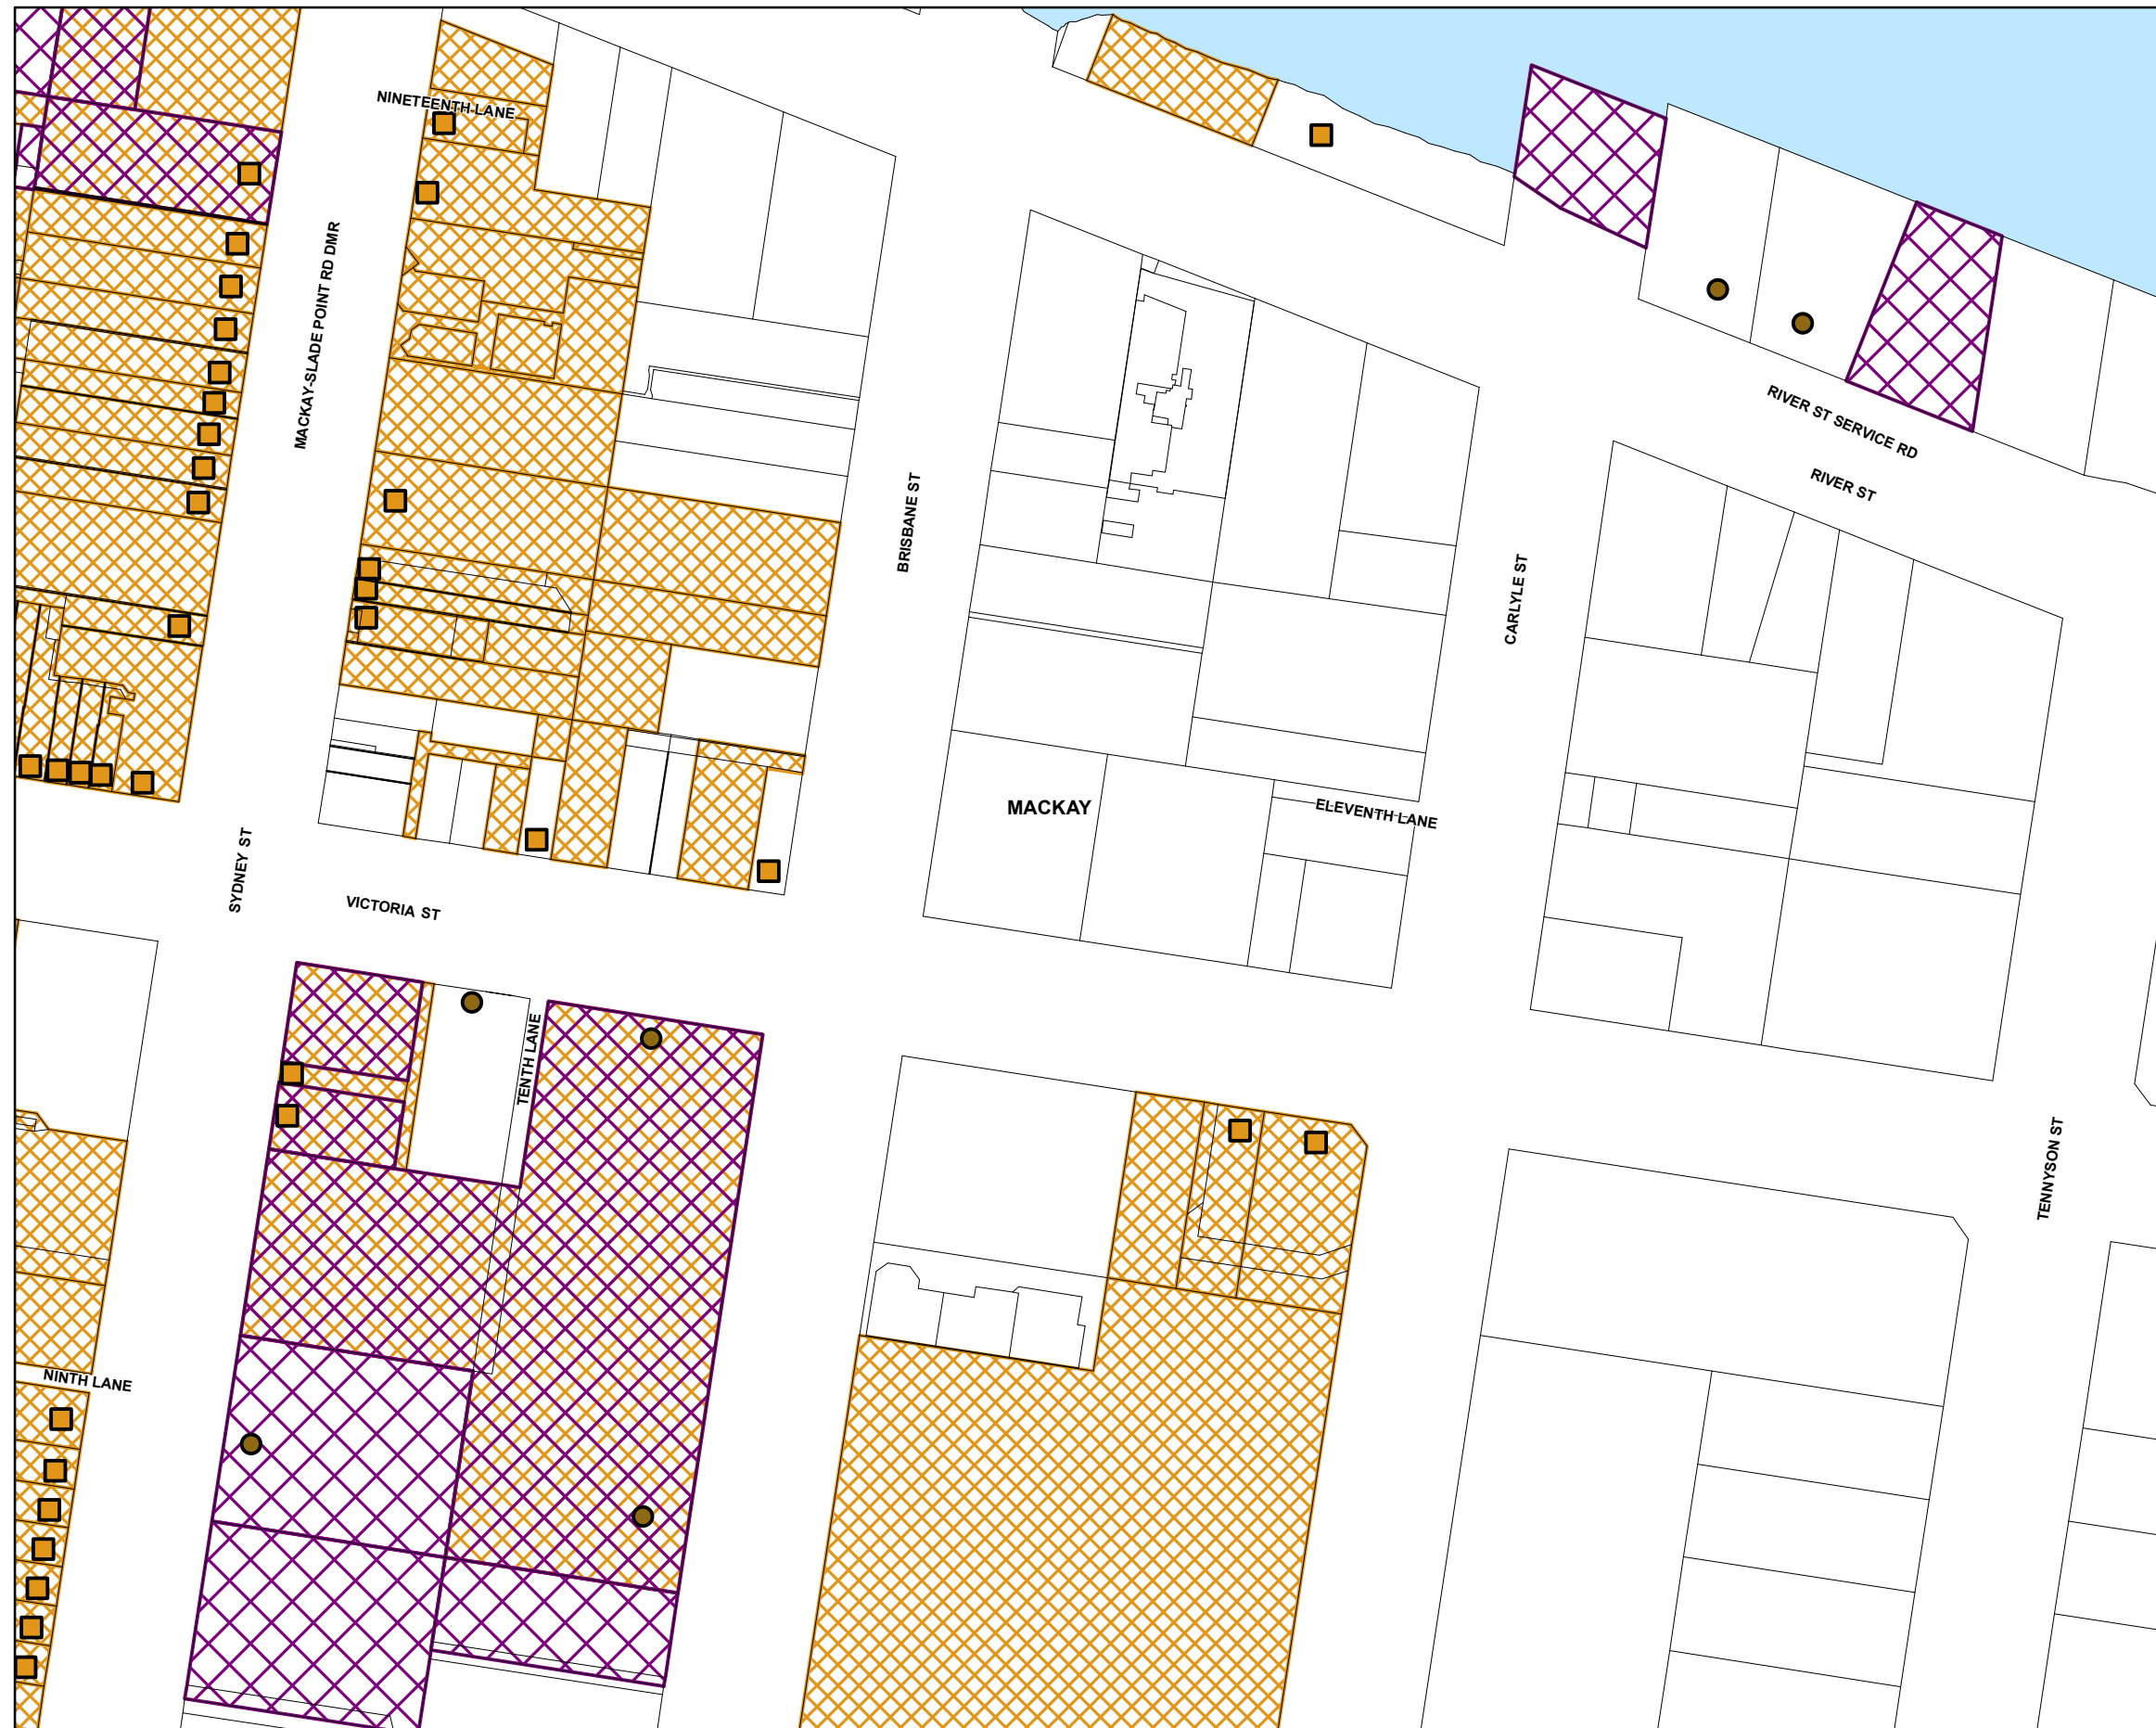 NINETEENTH LANE
MACKAY-SLADE POINT RD DMR
RIVER ST SERVICE RD
RIVER ST
BRISBANE ST
CARLYLE ST
MACKAY
ELEVENTH LANE
SYDNEY ST
VICTORIA ST
TENTH LANE
TENNYSON ST
NINTH LANE